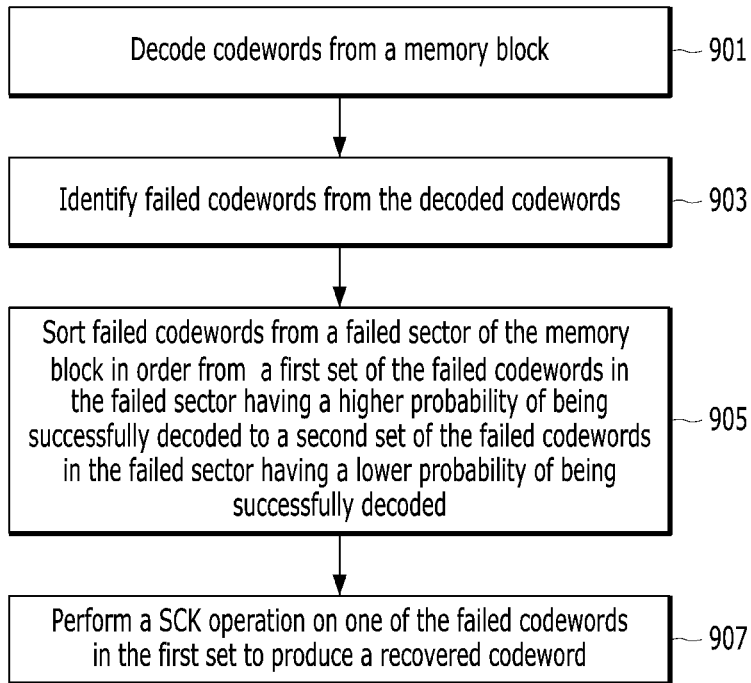 Decode codewords from a memory block
901
Identify failed codewords from the decoded codewords
903
Sort failed codewords from a failed sector of the memory
block in order from a first set of the failed codewords in
the failed sector having a higher probability of being
successfully decoded to a second set of the failed codewords
in the failed sector having a lower probability of being
successfully decoded
905
Perform a SCK operation on one of the failed codewords
in the first set to produce a recovered codeword
907